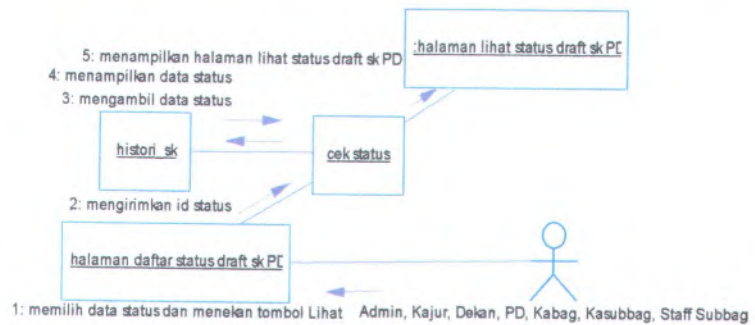 5: menampilkan halaman lihat status draft sk PD
:halaman lihat status draft sk PD
4: menampilkan data status
3: mengambil data status
histori_sk
cek status
2: mengirimkan id status
halaman daftar status draft sk PD
1: memilih data status dan menekan tombol Lihat
Admin, Kajur, Dekan, PD, Kabag, Kasubbag, Staff Subbag